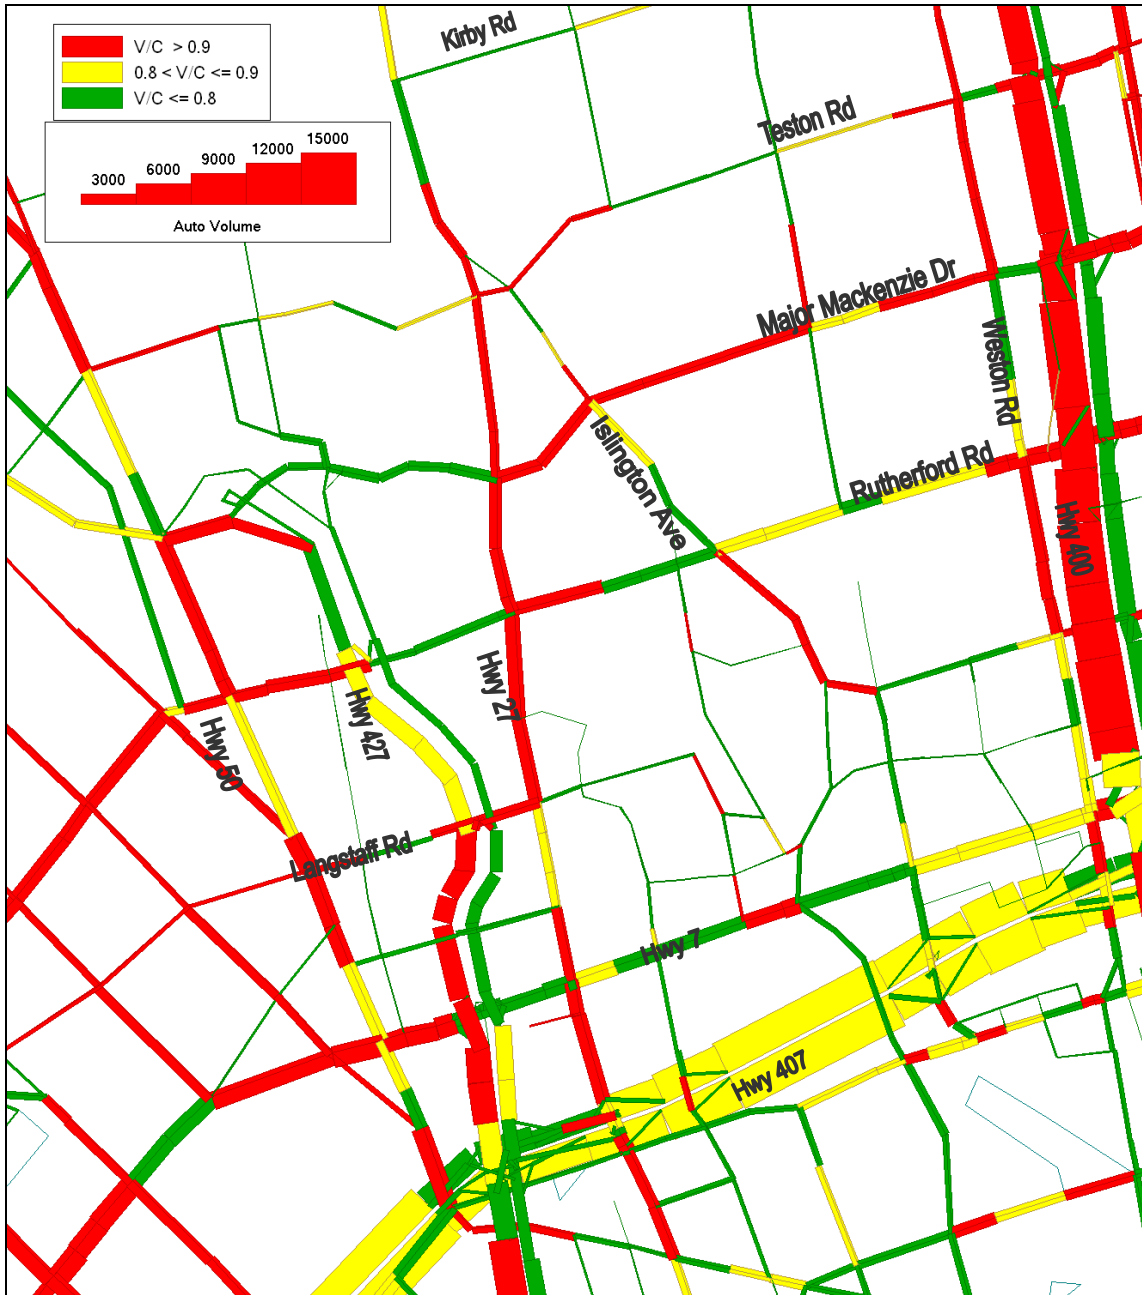 V/C > 0.9
0.8 < V/C <= 0.9
V/C <= 0.8
3000 6000 9000 12000 15000
Auto Volume
Kirby Rd
Teston Rd
Major Mackenzie Dr
Weston Rd
Islington Ave
Rutherford Rd
Hwy 400
Hwy 27
Hwy 427
Hwy 50
Langstaff Rd
Hwy 7
Hwy 407